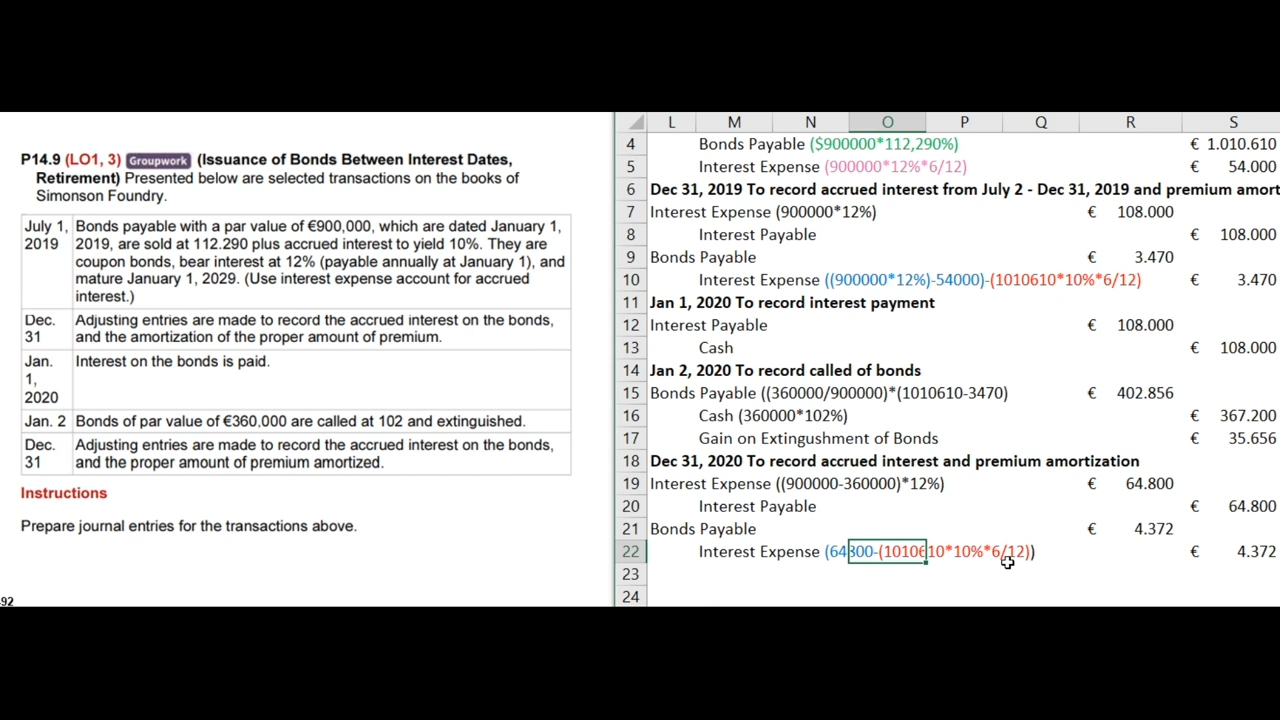 P14.9 (LO1, 3) Groupwork (Issuance of Bonds Between Interest Dates,
Retirement) Presented below are selected transactions on the books of
Simonson Foundry.
July 1, 2019 Bonds payable with a par value of €900,000, which are dated January 1,
2019, are sold at 112.290 plus accrued interest to yield 10%. They are
coupon bonds, bear interest at 12% (payable annually at January 1), and
mature January 1, 2029. (Use interest expense account for accrued
interest.)
Dec. 31 Adjusting entries are made to record the accrued interest on the bonds,
and the amortization of the proper amount of premium.
Jan. 1, 2020 Interest on the bonds is paid.
Jan. 2 Bonds of par value of €360,000 are called at 102 and extinguished.
Dec. 31 Adjusting entries are made to record the accrued interest on the bonds,
and the proper amount of premium amortized.
Instructions
Prepare journal entries for the transactions above.
92
L M N O P Q R S
4 Bonds Payable ($900000*112,290%) € 1.010.610
5 Interest Expense (900000*12%*6/12) € 54.000
6 Dec 31, 2019 To record accrued interest from July 2 - Dec 31, 2019 and premium amort
7 Interest Expense (900000*12%) € 108.000
8 Interest Payable € 108.000
9 Bonds Payable € 3.470
10 Interest Expense ((900000*12%)-54000)-(1010610*10%*6/12) € 3.470
11 Jan 1, 2020 To record interest payment
12 Interest Payable € 108.000
13 Cash € 108.000
14 Jan 2, 2020 To record called of bonds
15 Bonds Payable ((360000/900000)*(1010610-3470) € 402.856
16 Cash (360000*102%) € 367.200
17 Gain on Extingushment of Bonds € 35.656
18 Dec 31, 2020 To record accrued interest and premium amortization
19 Interest Expense ((900000-360000)*12%) € 64.800
20 Interest Payable € 64.800
21 Bonds Payable € 4.372
22 Interest Expense (64800-(1010610*10%*6/12)) € 4.372
23
24